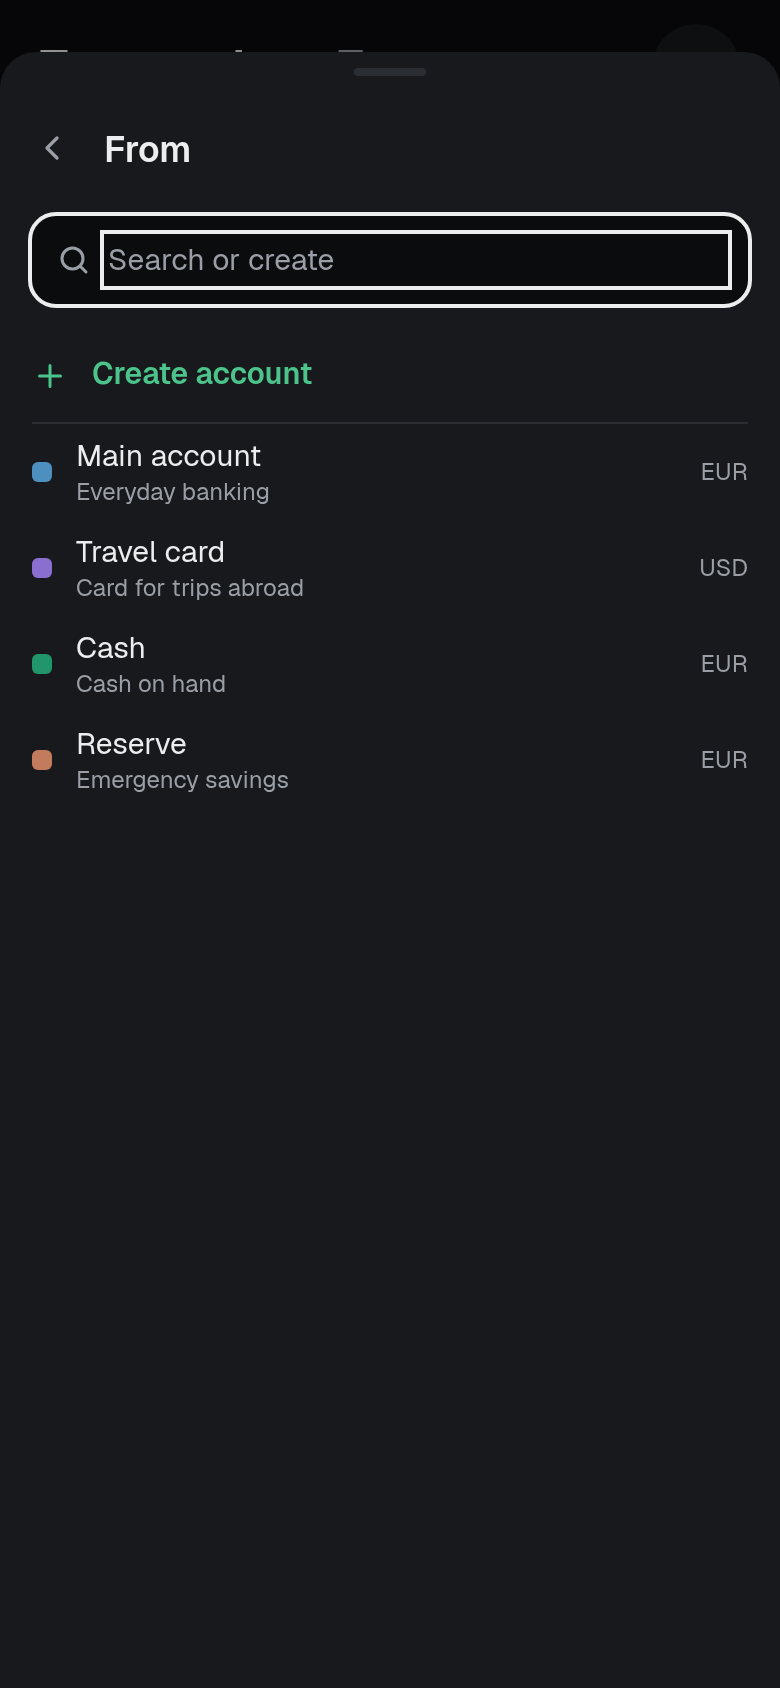 From
Search or create
Create account
Main account
Everyday banking
EUR
Travel card
Card for trips abroad
USD
Cash
Cash on hand
EUR
Reserve
Emergency savings
EUR